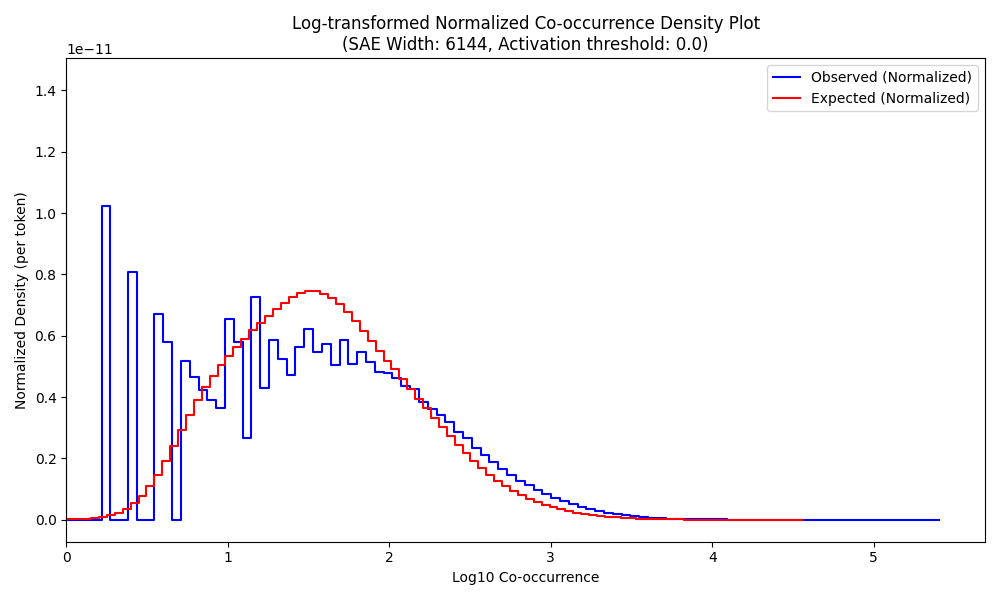 Log-transformed Normalized Co-occurrence Density Plot
(SAE Width: 6144, Activation threshold: 0.0)
1e−11
Observed (Normalized)
Expected (Normalized)
Normalized Density (per token)
1.4
1.2
1.0
0.8
0.6
0.4
0.2
0.0
0 1 2 3 4 5
Log10 Co-occurrence